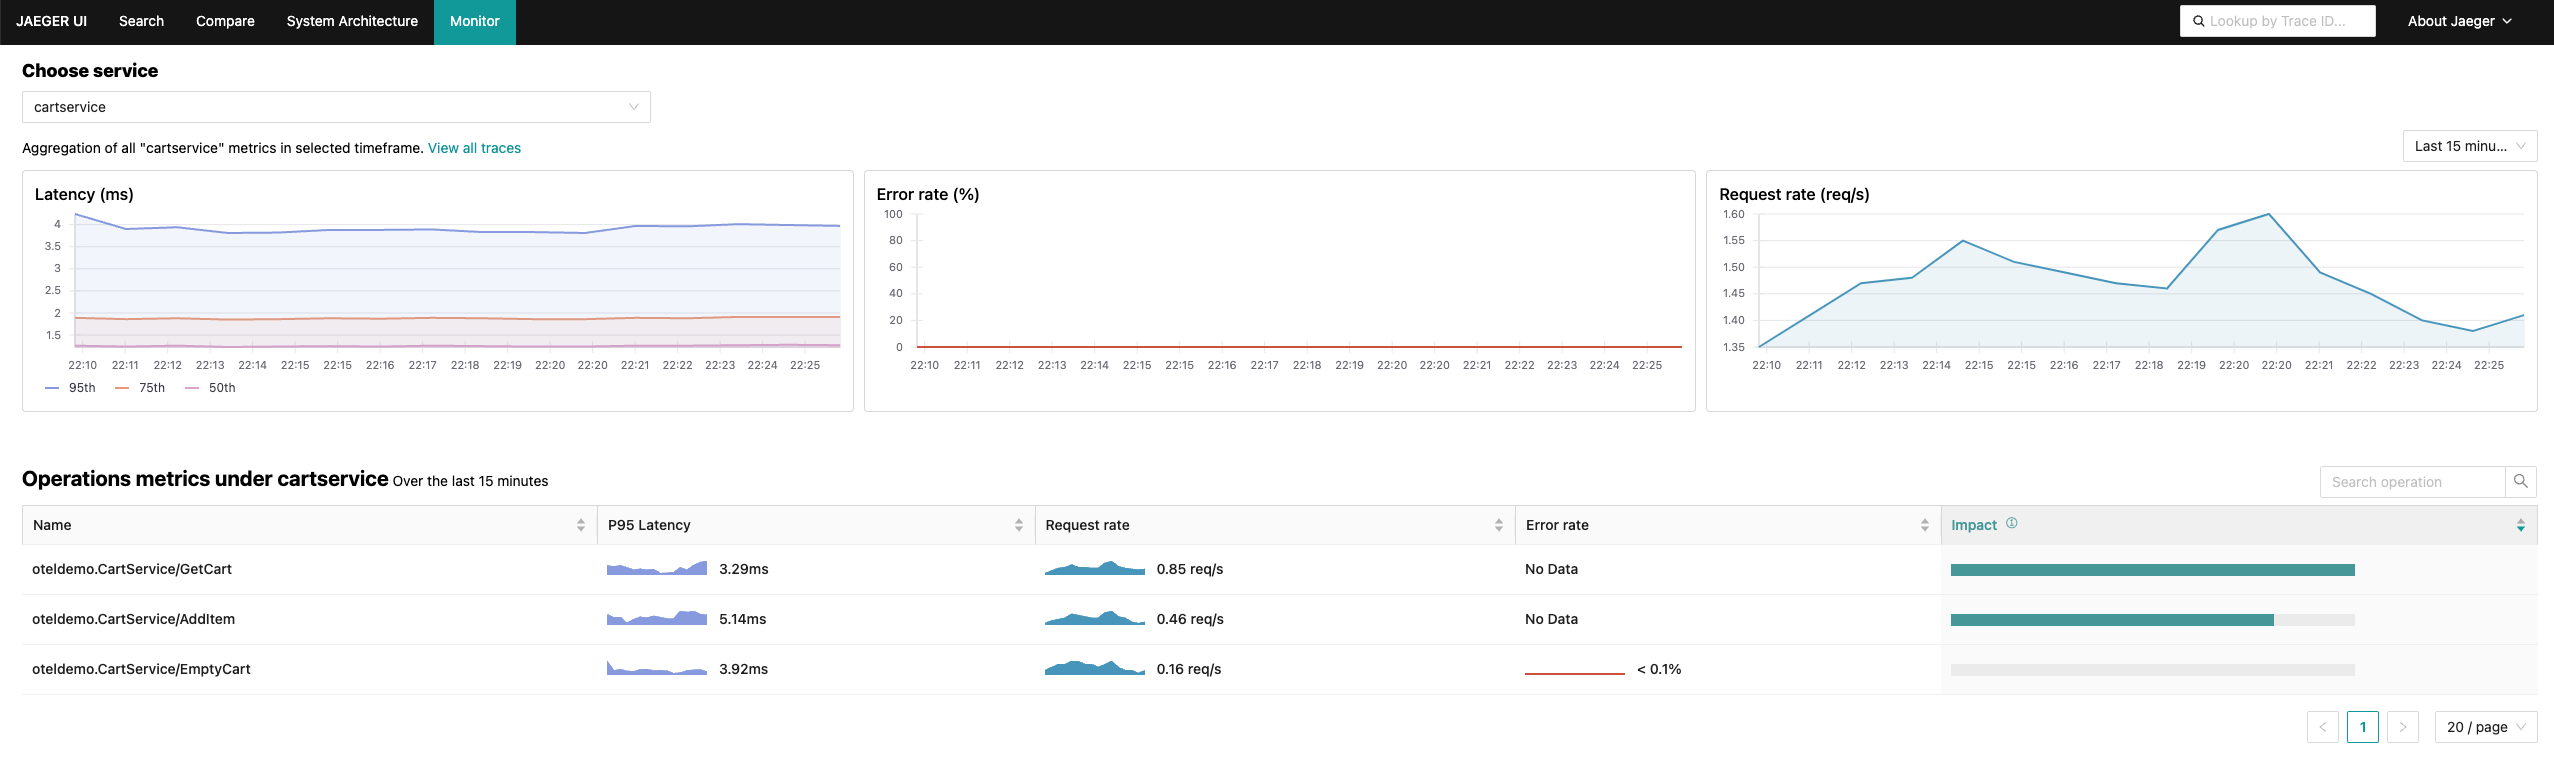 JAEGER UI Search Compare System Architecture Monitor Lookup by Trace ID... About Jaeger
Choose service
cartservice
Aggregation of all "cartservice" metrics in selected timeframe. View all traces Last 15 minu...
Latency (ms)
4
3.5
3
2.5
2
1.5
22:10 22:11 22:12 22:13 22:14 22:15 22:15 22:16 22:17 22:18 22:19 22:20 22:20 22:21 22:22 22:23 22:24 22:25
95th 75th 50th
Error rate (%)
100
80
60
40
20
0
22:10 22:11 22:12 22:13 22:14 22:15 22:15 22:16 22:17 22:18 22:19 22:20 22:20 22:21 22:22 22:23 22:24 22:25
Request rate (req/s)
1.60
1.55
1.50
1.45
1.40
1.35
22:10 22:11 22:12 22:13 22:14 22:15 22:15 22:16 22:17 22:18 22:19 22:20 22:20 22:21 22:22 22:23 22:24 22:25
Operations metrics under cartservice Over the last 15 minutes Search operation
Name P95 Latency Request rate Error rate Impact
oteldemo.CartService/GetCart 3.29ms 0.85 req/s No Data
oteldemo.CartService/AddItem 5.14ms 0.46 req/s No Data
oteldemo.CartService/EmptyCart 3.92ms 0.16 req/s < 0.1%
1 20 / page